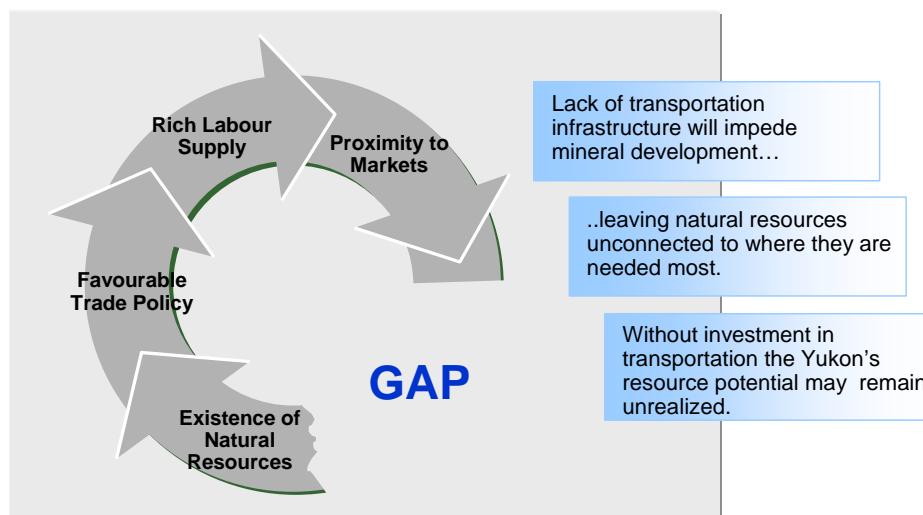 Rich Labour
Supply
Proximity to
Markets
Favourable
Trade Policy
Existence of
Natural
Resources
GAP
Lack of transportation
infrastructure will impede
mineral development…
..leaving natural resources
unconnected to where they are
needed most.
Without investment in
transportation the Yukon’s
resource potential may  remain
unrealized.